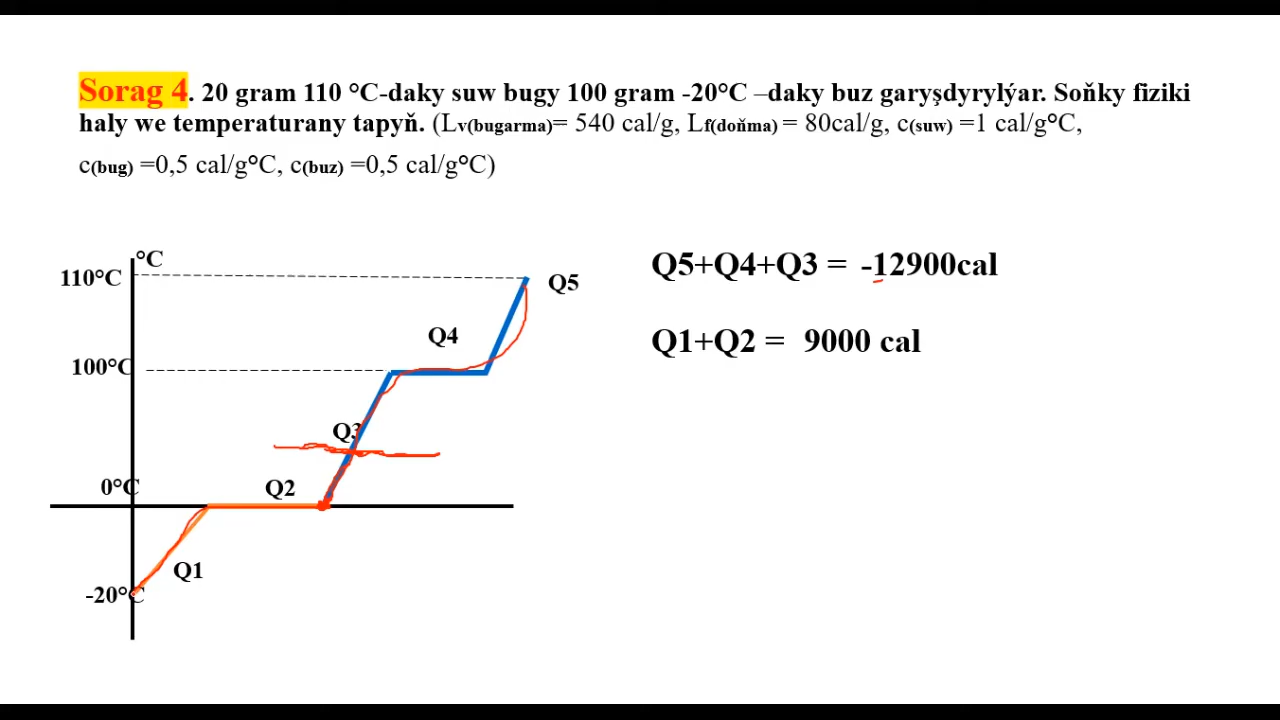 Sorag 4. 20 gram 110 °C-daky suw bugy 100 gram -20°C –daky buz garyşdyrylýar. Soňky fiziki
haly we temperaturany tapyň. (Lv(bugarma)= 540 cal/g, Lf(doňma) = 80cal/g, c(suw) =1 cal/g°C,
c(bug) =0,5 cal/g°C, c(buz) =0,5 cal/g°C)
°C
110°C
Q5
Q4
100°C
Q3
0°C
Q2
Q1
-20°C
Q5+Q4+Q3 = -12900cal
Q1+Q2 = 9000 cal